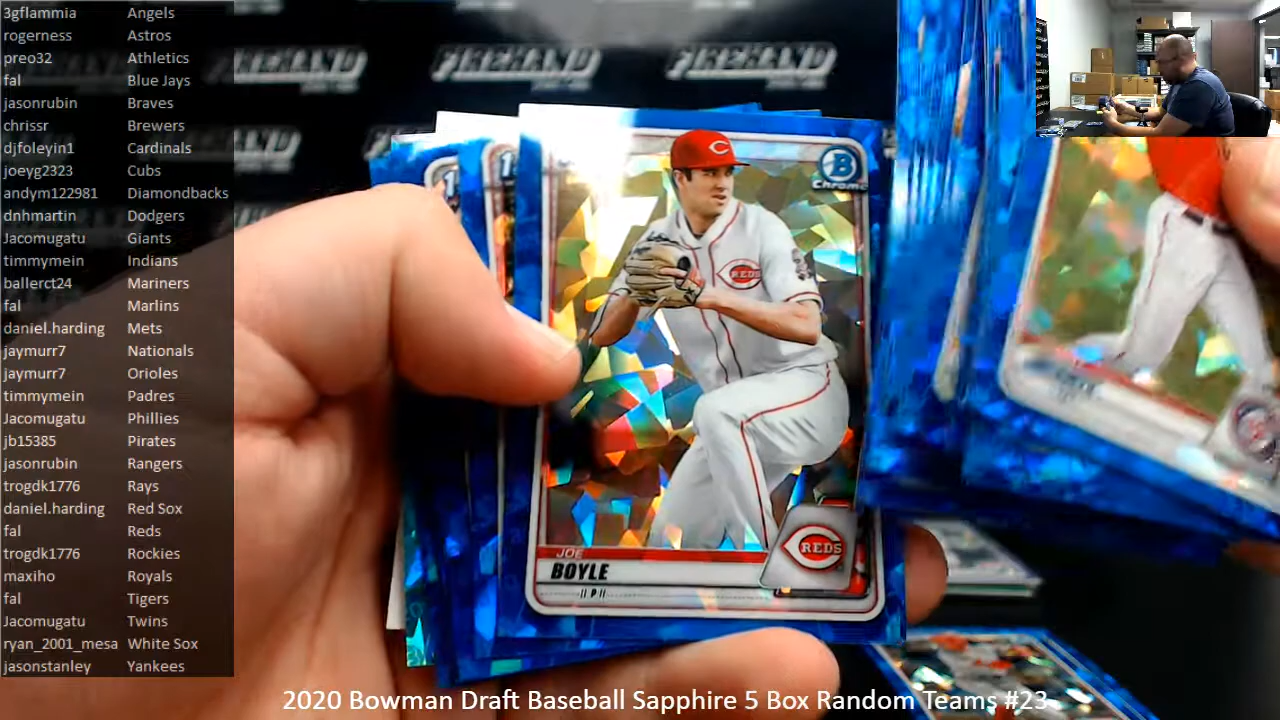 3gflammia Angels
rogerness Astros
preo32 Athletics
fal Blue Jays
jasonrubin Braves
chrissr Brewers
djfoleyin1 Cardinals
joeyg2323 Cubs
andym122981 Diamondbacks
dnhmartin Dodgers
Jacomugatu Giants
timmymein Indians
ballerct24 Mariners
fal Marlins
daniel.harding Mets
jaymurr7 Nationals
jaymurr7 Orioles
timmymein Padres
Jacomugatu Phillies
jb15385 Pirates
jasonrubin Rangers
trogdk1776 Rays
daniel.harding Red Sox
fal Reds
trogdk1776 Rockies
maxiho Royals
fal Tigers
Jacomugatu Twins
ryan_2001_mesa White Sox
jasonstanley Yankees
FIREHAND FIREHAND
B
Chrome
C
REDS
JOE
BOYLE
P
REDS
2020 Bowman Draft Baseball Sapphire 5 Box Random Teams #23